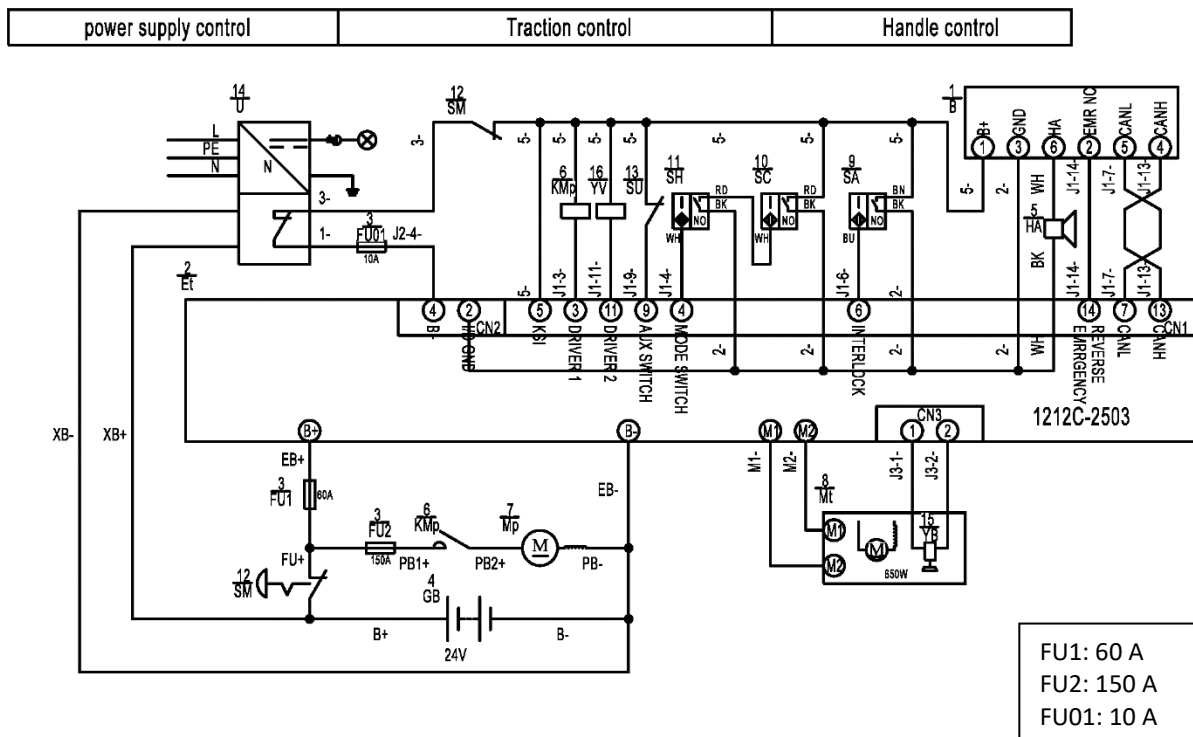 power supply control Traction control Handle control
14
U
L
PE
N
N
3-
1-
3
FU01
10A
J2-4-
2
Et
3-
12
SM
5- 5- 5- 5- 5- 5- 5- 5-
6
KMp
16
YV
13
SU
11
SH
RD
BK
NO
WH
10
SC
NO
WH
RD
BK
9
SA
BN
BK
NO
BU
1
B
B+ GND HA EMR NC CANL CANH
1 3 6 2 5 4
2- WH J1-14- J1-7- J1-13-
5
HA
BK J1-14- J1-7- J1-13-
5- J1-3- J1-11- J1-9- J1-4- J1-6- 2-
4 2 CN2 5 3 11 9 4 6 14 7 13 CN1
B- I/O GND KSI DRIVER 1 DRIVER 2 AUX SWITCH MODE SWITCH 2- 2- INTERLOCK 2- 2- WH REVERSE EMRRGENCY CANL CANH
1212C-2503
XB- XB+
B+ B- M1 M2
CN3
1 2
EB+ EB- M1- M2- J3-1- J3-2-
3
FU1
60A
3
FU2
150A
6
KMp
7
Mp
M
FU+ PB1+ PB2+ PB-
8
Mt
M1
M2
M
650W
15
YB
12
SM
4
GB
B+ B-
24V
FU1: 60 A
FU2: 150 A
FU01: 10 A